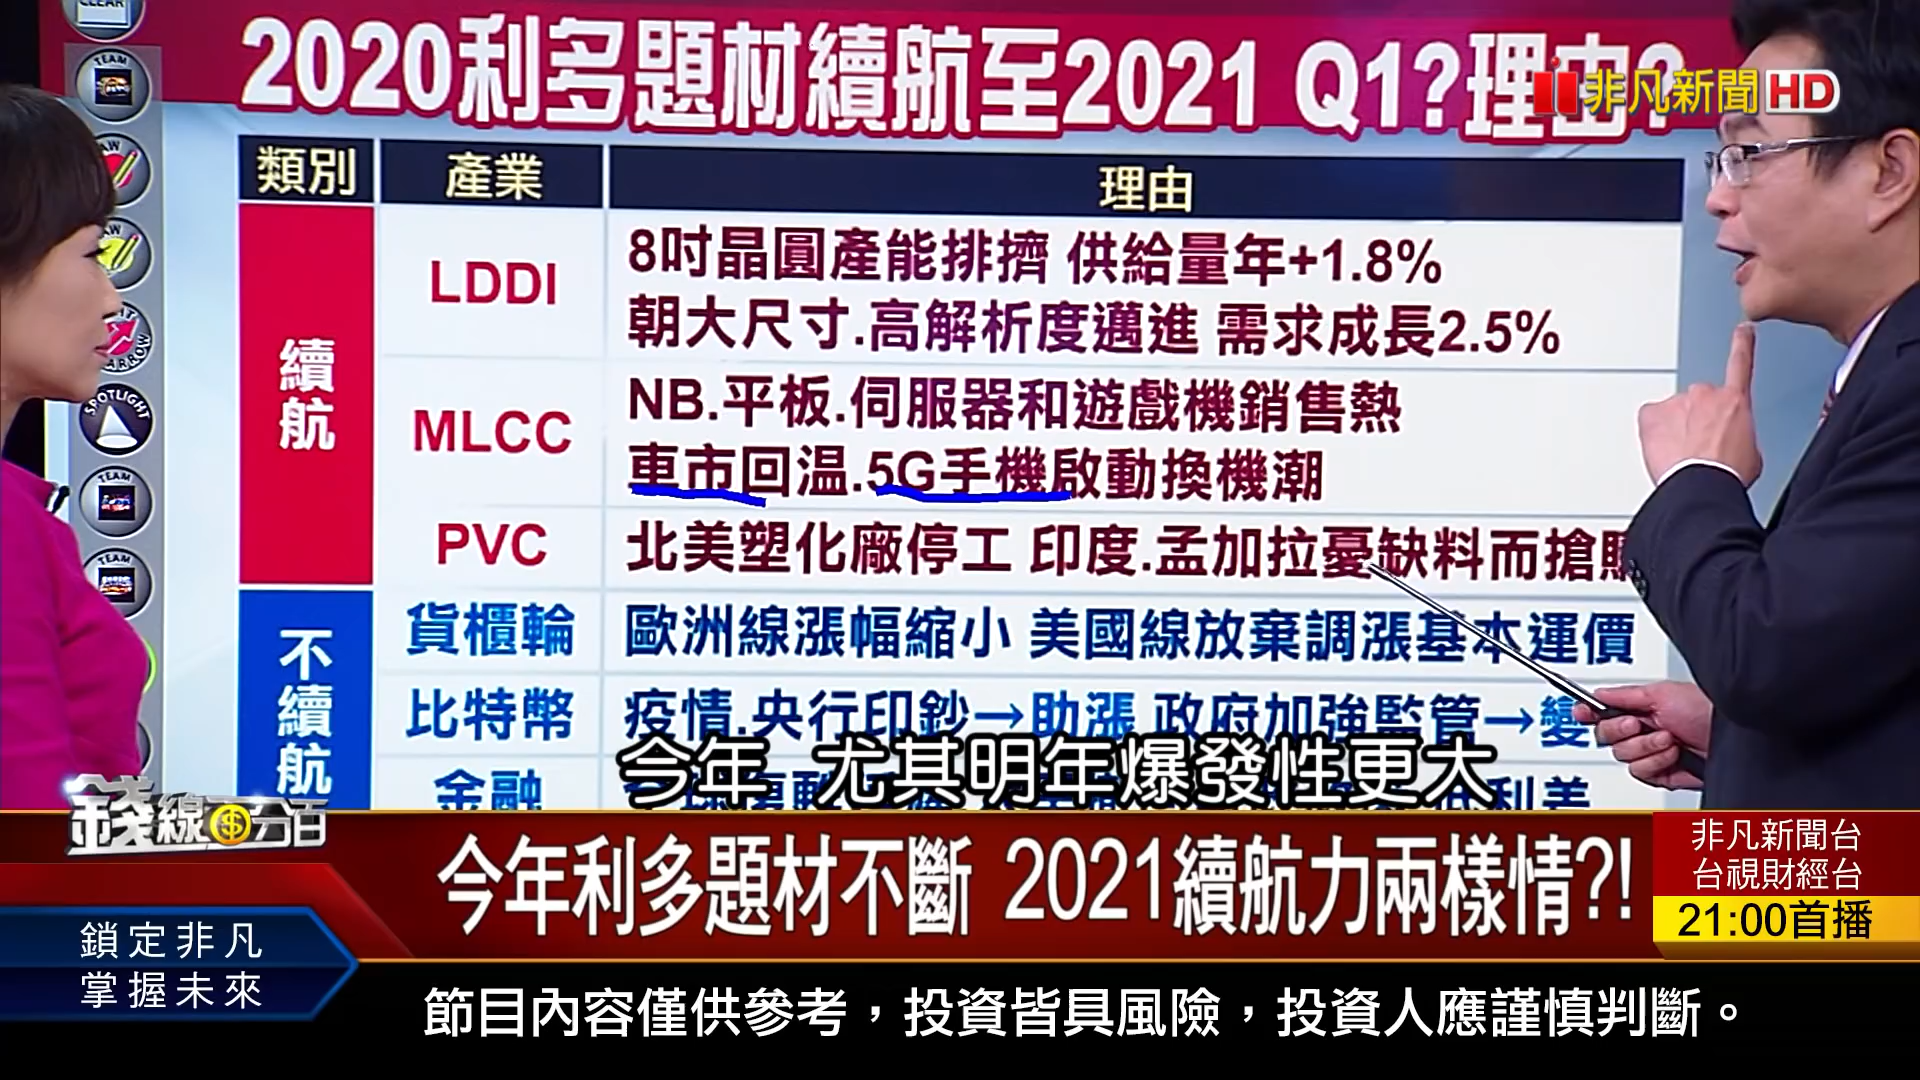 CLEAR
TEAM
SPOTLIGHT
TEAM
TEAM
2020利多題材續航至2021 Q1?理由?
非凡新聞HD
類別
產業
理由
續航
LDDI
8吋晶圓產能排擠 供給量年+1.8%
朝大尺寸.高解析度邁進 需求成長2.5%
MLCC
NB.平板.伺服器和遊戲機銷售熱
車市回温.5G手機啟動換機潮
PVC
北美塑化廠停工 印度.孟加拉憂缺料而搶購
不續航
貨櫃輪
歐洲線漲幅縮小 美國線放棄調漲基本運價
比特幣
疫情.央行印鈔→助漲 政府加強監管→變
金融
今年 尤其明年爆發性更大
錢線百分百
今年利多題材不斷 2021續航力兩樣情?!
非凡新聞台
台視財經台
21:00首播
鎖定非凡
掌握未來
節目內容僅供參考，投資皆具風險，投資人應謹慎判斷。